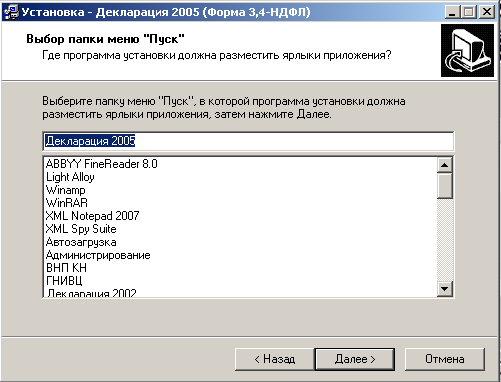 Установка - Декларация 2005 (Форма 3,4-НДФЛ)
Выбор папки меню "Пуск"
Где программа установки должна разместить ярлыки приложения?
Выберите папку меню "Пуск", в которой программа установки должна
разместить ярлыки приложения, затем нажмите Далее.
Декларация 2005
ABBYY FineReader 8.0
Light Alloy
Winamp
WinRAR
XML Notepad 2007
XML Spy Suite
Автозагрузка
Администрирование
ВНП КН
ГНИВЦ
Декларация 2002
< Назад
Далее >
Отмена